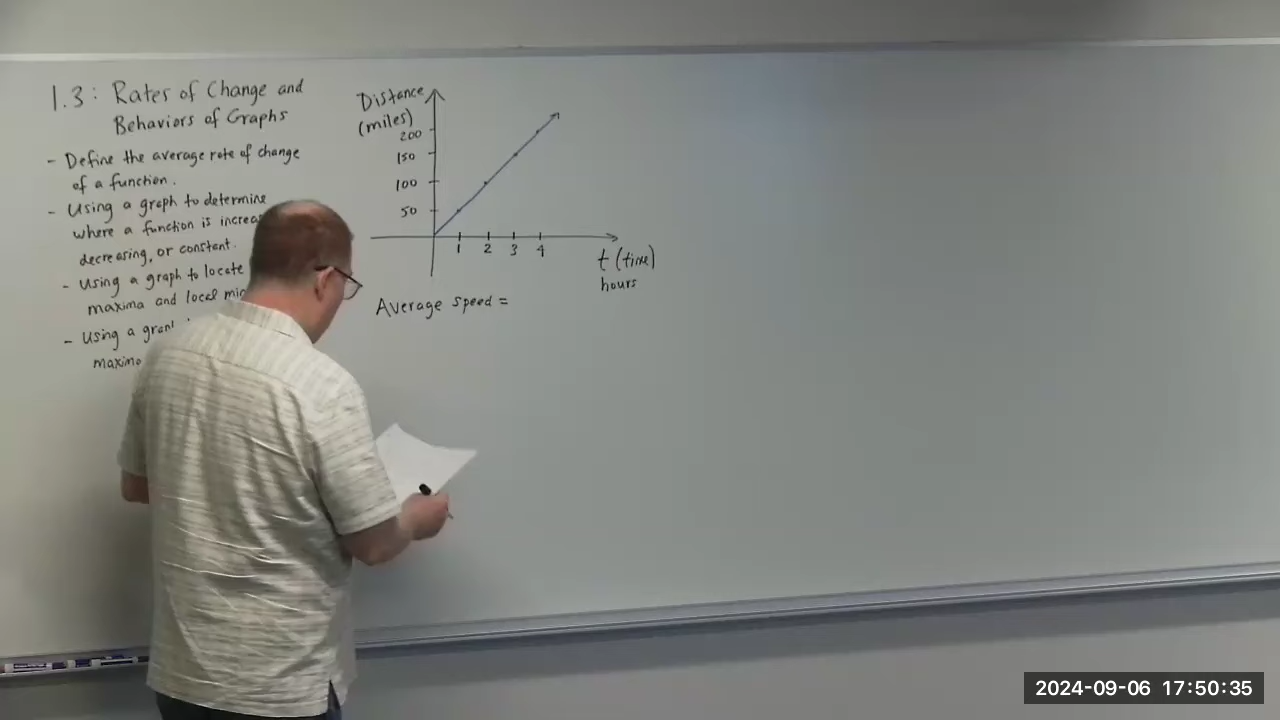 1.3: Rates of Change and
Behaviors of Graphs
- Define the average rate of change
of a function.
- Using a graph to determine
where a function is increa
decreasing, or constant.
- Using a graph to locate
maxima and local mi
- Using a
Distance
(miles)
200
150
100
50
1 2 3 4
t (time)
hours
Average speed =
2024-09-06 17:50:35